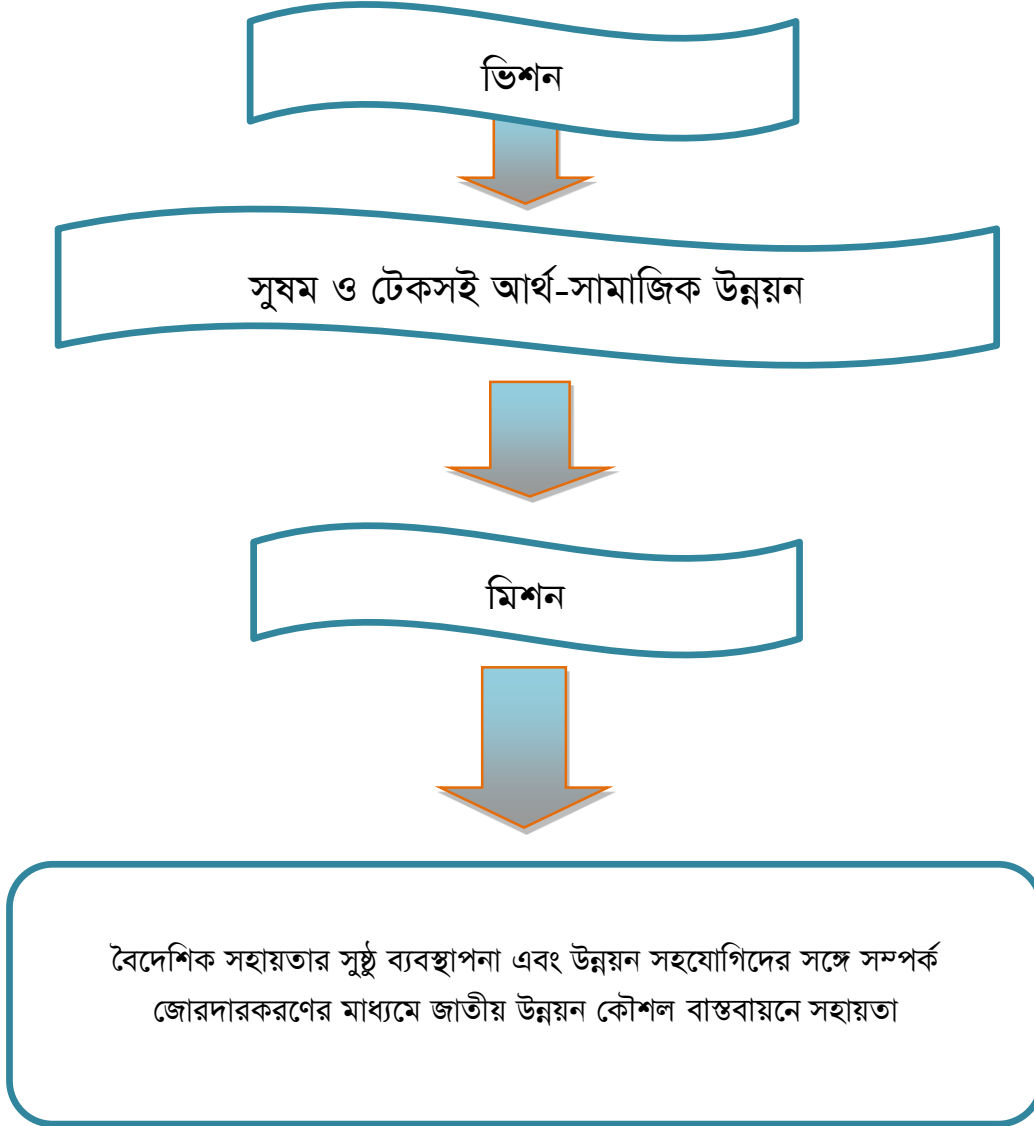 ভিশন
সুষম ও টেকসই আর্থ-সামাজিক উন্নয়ন
মিশন
বৈদেশিক সহায়তার সুষ্ঠু ব্যবস্থাপনা এবং উন্নয়ন সহযোগিদের সঙ্গে সম্পর্ক
জোরদারকরণের মাধ্যমে জাতীয় উন্নয়ন কৌশল বাস্তবায়নে সহায়তা